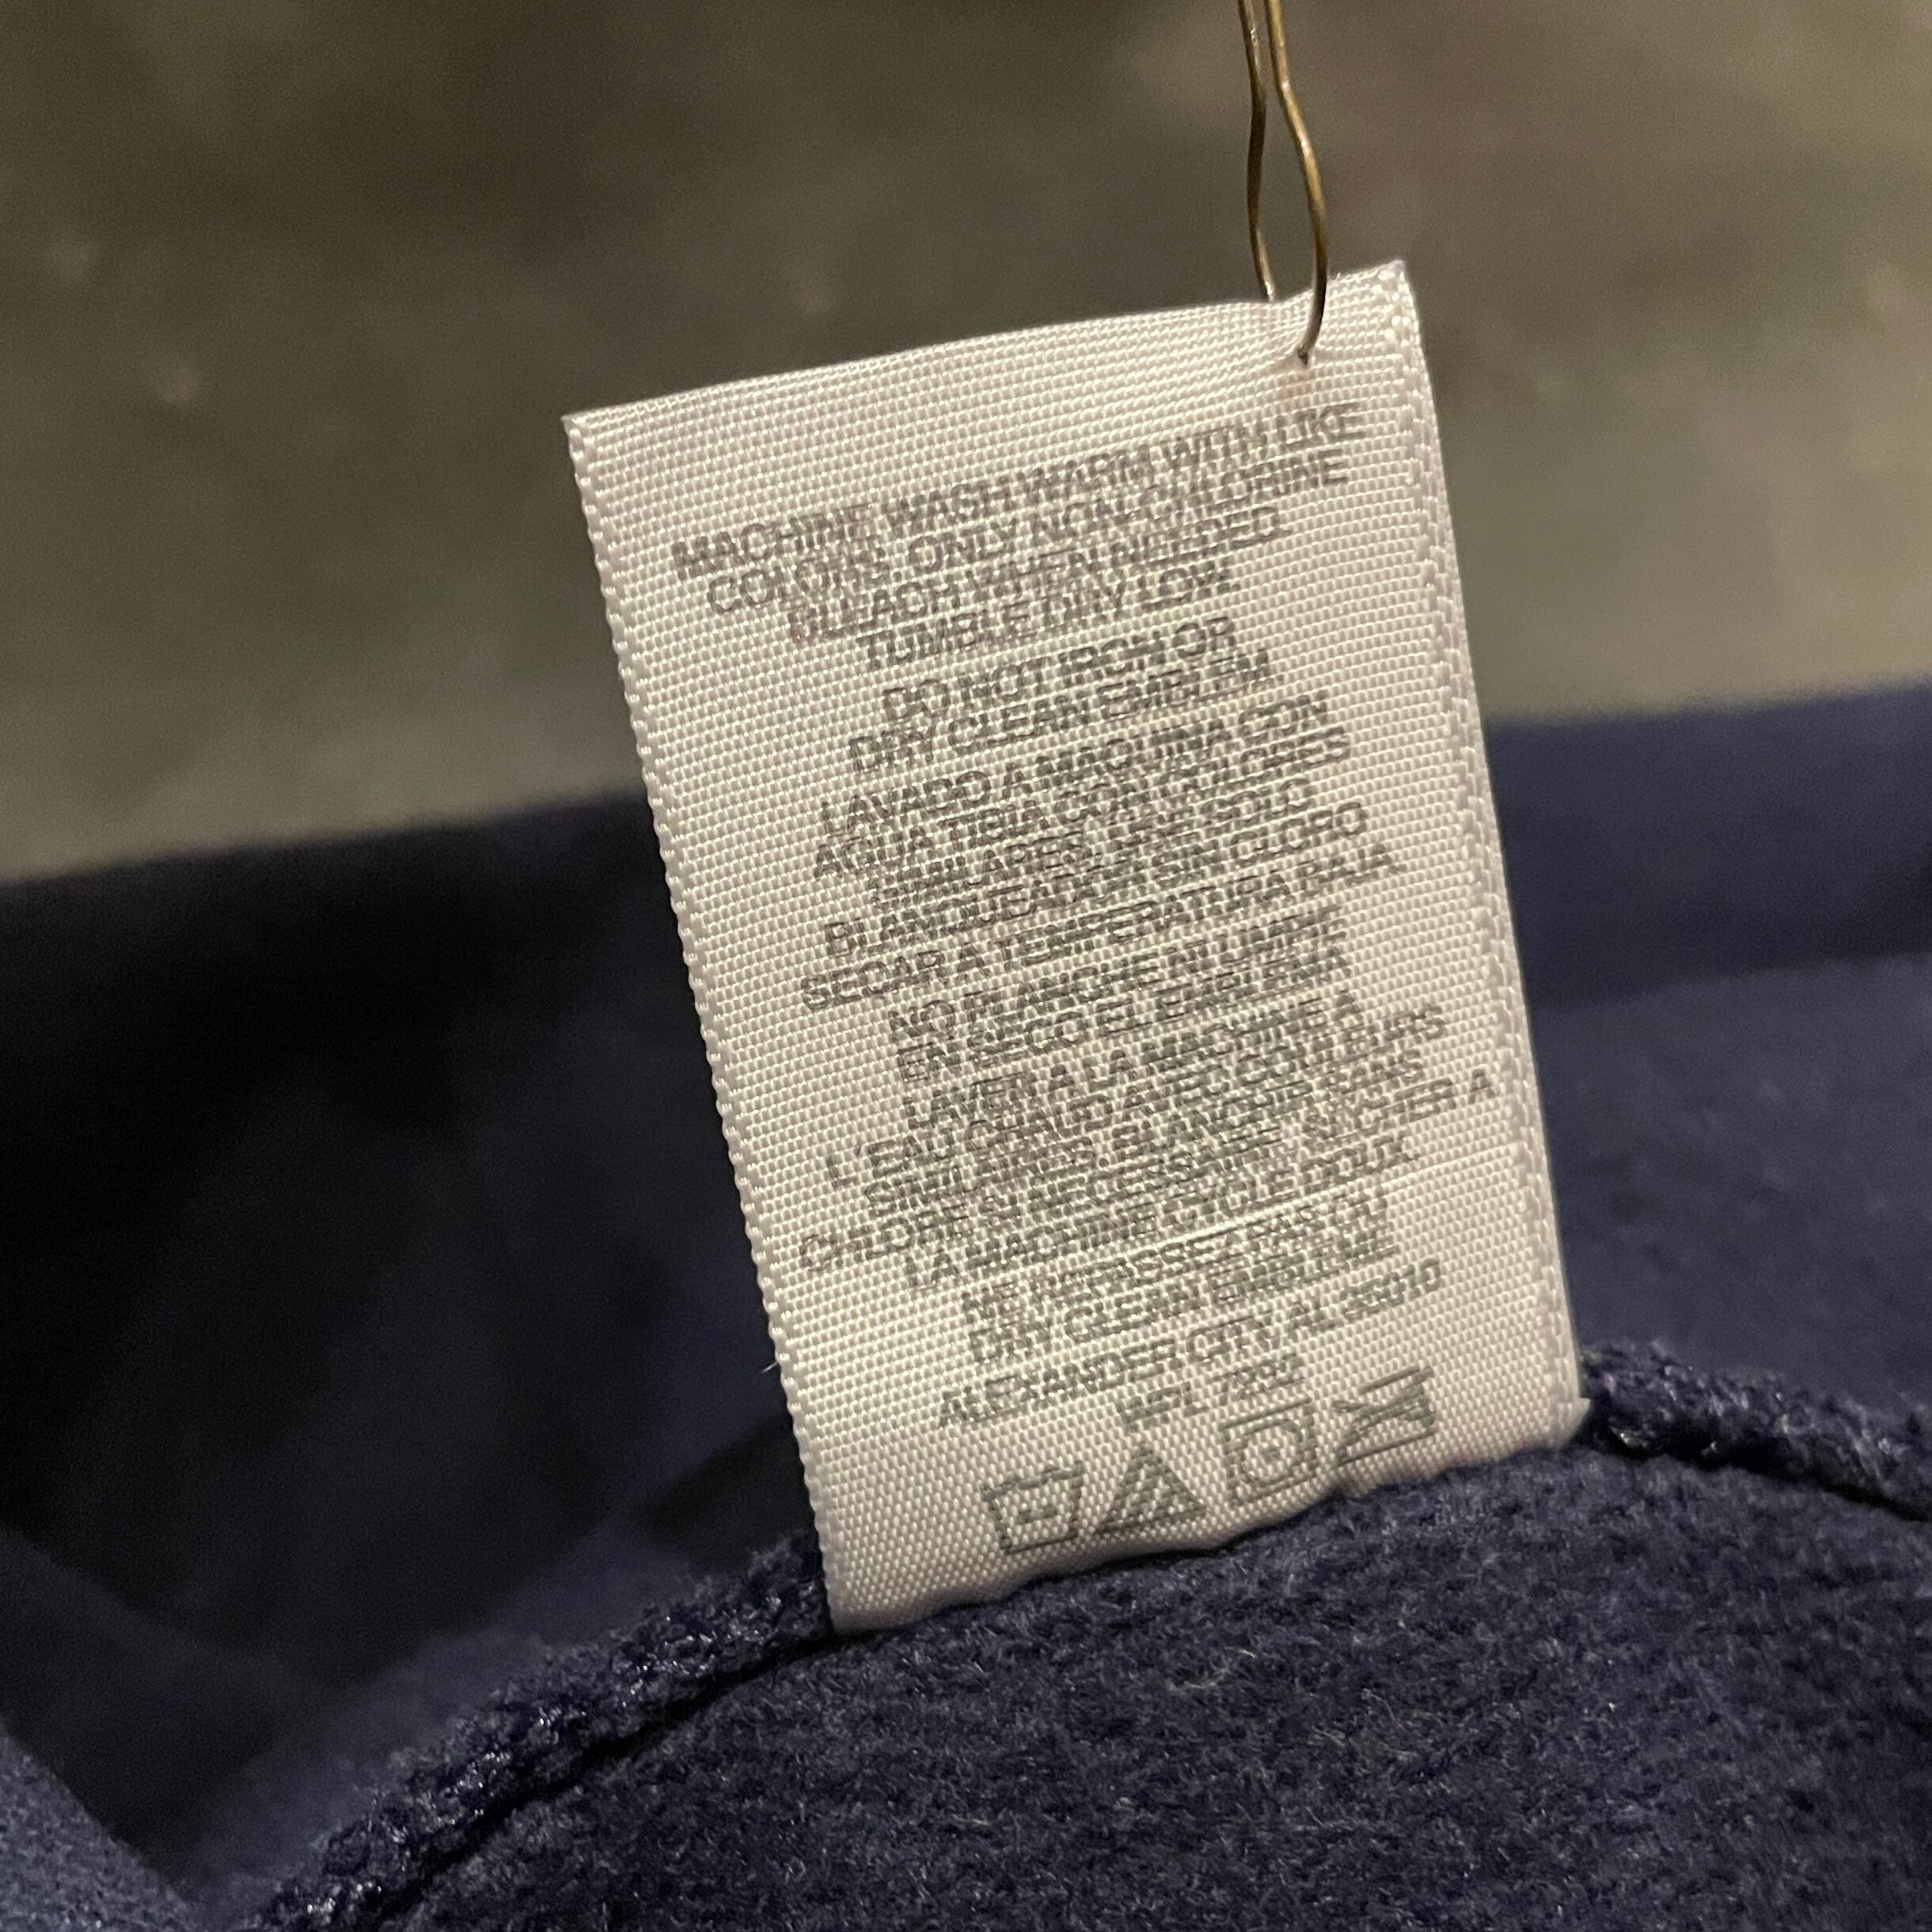 MACHINE WASH WARM WITH LIKE
COLORS. ONLY NON-CHLORINE
BLEACH WHEN NEEDED.
TUMBLE DRY LOW.
DO NOT IRON OR
DRY CLEAN EMBLEM
LAVADO A MAQUINA CON
AGUA TIBIA CON COLORES
SIMILARES. USE SOLO
BLANQUEADOR SIN CLORO
SECAR A TEMPERATURA BAJA
NO PLANCHE NI LIMPIE
EN SECO EL EMBLEMA
LAVER A LA MACHINE A
L'EAU CHAUD AVEC COULEURS
SIMILAIRES. BLANCHIR SANS
CHLORE SI NECESSAIRE. SECHER A
LA MACHINE CYCLE DOUX
NE REPASSEZ PAS OU
DRY CLEAN EMBLEME
ALEXANDER CITY AL 35010